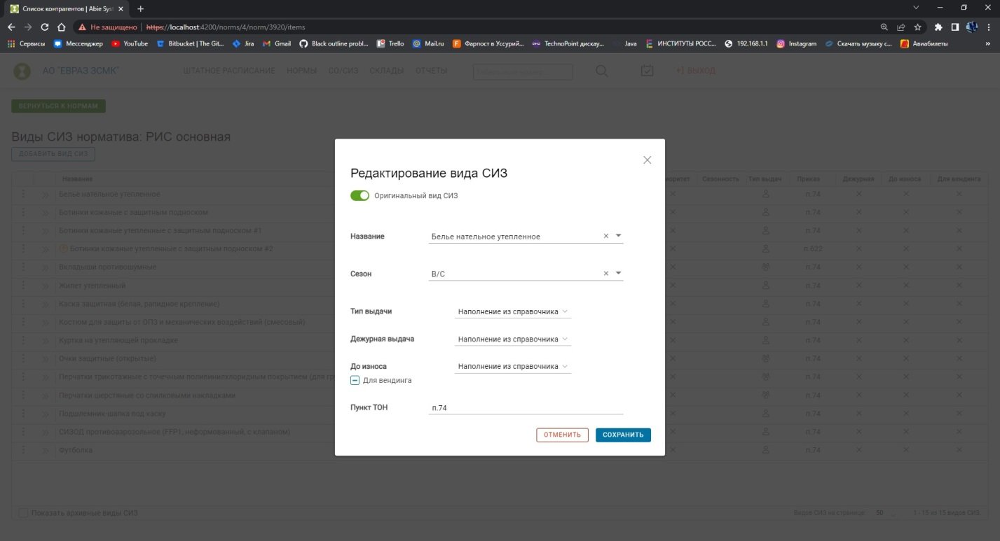 Список контрагентов | Abie Syst
Не защищено | https://localhost:4200/norms/4/norm/3920/items
Сервисы Мессенджер YouTube Bitbucket | The Git... Jira Gmail Black outline probl... Trello Mail.ru Фарпост в Уссурий... TechnoPoint дискау... Java ИНСТИТУТЫ РОСС... 192.168.1.1 Instagram Скачать музыку с... Авиабилеты »
АО "ЕВРАЗ ЗСМК" ШТАТНОЕ РАСПИСАНИЕ НОРМЫ СО/СИЗ СКЛАДЫ ОТЧЕТЫ ВЫХОД
ВЕРНУТЬСЯ К НОРМАМ
Виды СИЗ норматива: РИС основная
ДОБАВИТЬ ВИД СИЗ
Название иоритет Сезонность Тип выдач Приказ Дежурная До износа Для вендинга
Белье нательное утепленное п.74
Ботинки кожаные с защитным подноском п.74
Ботинки кожаные утепленные с защитным подноском #1 п.74
Ботинки кожаные утепленные с защитным подноском #2 п.622
Вкладыши противошумные п.74
Жилет утепленный п.74
Каска защитная (белая, рапидное крепление) п.74
Костюм для защиты от ОПЗ и механических воздействий (смесовый) п.74
Куртка на утепляющей прокладке п.74
Очки защитные (открытые) п.74
Перчатки трикотажные с точечным поливинилхлоридным покрытием (для гр п.74
Перчатки шерстяные со спилковыми накладками п.74
Подшлемник-шапка под каску п.74
СИЗОД противоаэрозольное (FFP1, неформованный, с клапаном) п.74
Футболка п.74
Показать архивные виды СИЗ Видов СИЗ на странице 50 1 - 15 из 15 видов СИЗ.
Редактирование вида СИЗ
Оригинальный вид СИЗ
Название Белье нательное утепленное
Сезон В/С
Тип выдачи Наполнение из справочника
Дежурная выдача Наполнение из справочника
До износа Наполнение из справочника
Для вендинга
Пункт ТОН п.74
ОТМЕНИТЬ СОХРАНИТЬ